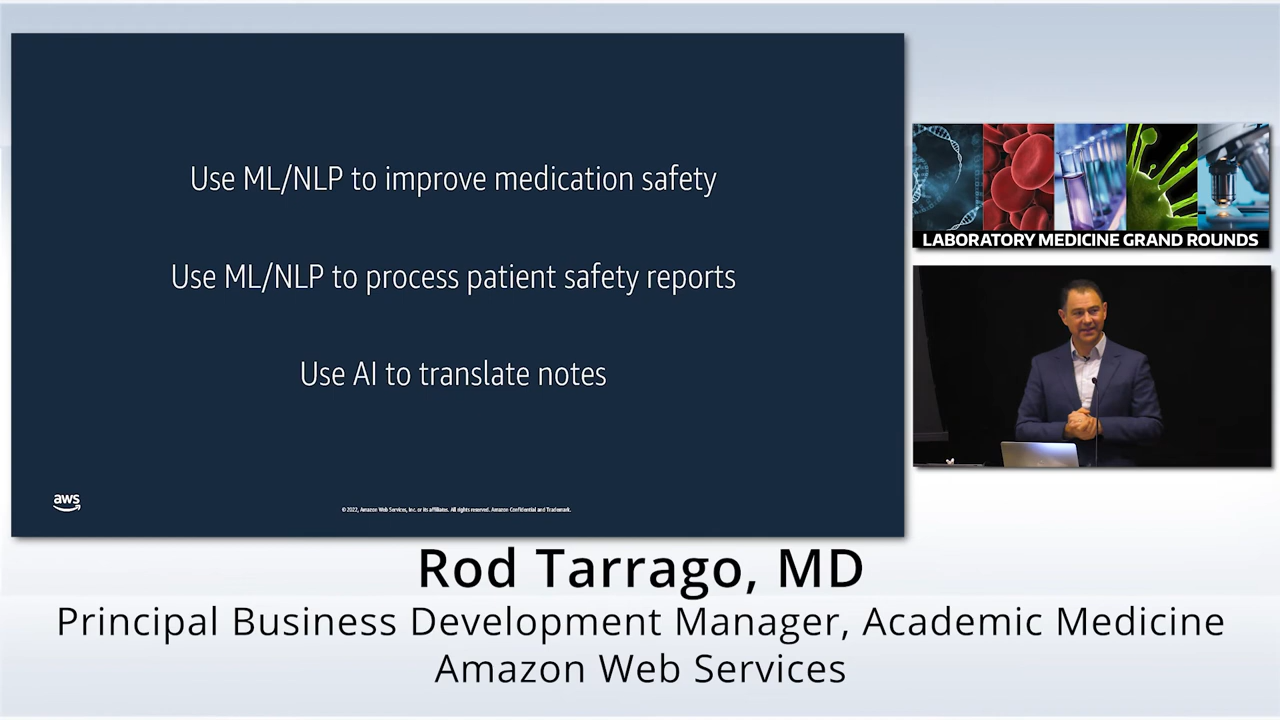 Use ML/NLP to improve medication safety
Use ML/NLP to process patient safety reports
Use AI to translate notes
aws
© 2022, Amazon Web Services, Inc. or its affiliates. All rights reserved. Amazon Confidential and Trademark.
LABORATORY MEDICINE GRAND ROUNDS
Rod Tarrago, MD
Principal Business Development Manager, Academic Medicine
Amazon Web Services